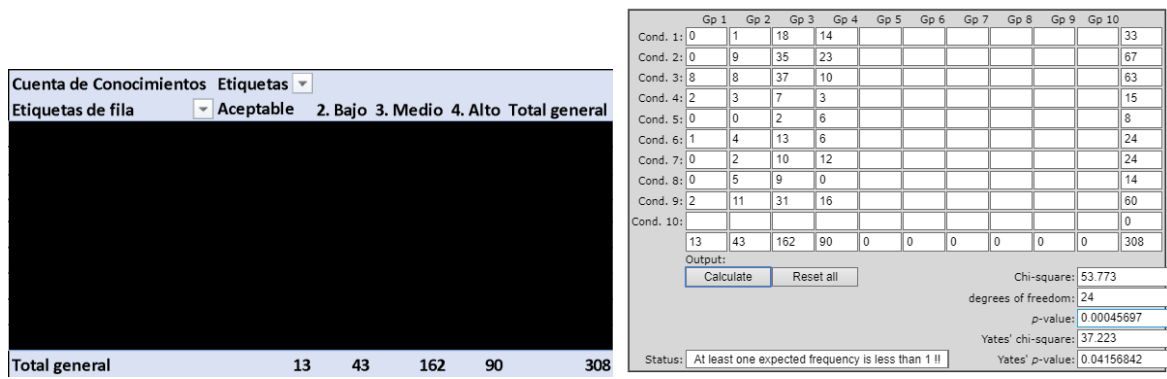 Cuenta de Conocimientos Etiquetas
Etiquetas de fila Aceptable 2. Bajo 3. Medio 4. Alto Total general
Total general 13 43 162 90 308
Gp 1 Gp 2 Gp 3 Gp 4 Gp 5 Gp 6 Gp 7 Gp 8 Gp 9 Gp 10
Cond. 1: 0 1 18 14 33
Cond. 2: 0 9 35 23 67
Cond. 3: 8 8 37 10 63
Cond. 4: 2 3 7 3 15
Cond. 5: 0 0 2 6 8
Cond. 6: 1 4 13 6 24
Cond. 7: 0 2 10 12 24
Cond. 8: 0 5 9 0 14
Cond. 9: 2 11 31 16 60
Cond. 10: 0
13 43 162 90 0 0 0 0 0 0 308
Output:
Calculate Reset all Chi-square: 53.773
degrees of freedom: 24
p-value: 0.00045697
Yates' chi-square: 37.223
Status: At least one expected frequency is less than 1 !! Yates' p-value: 0.04156842